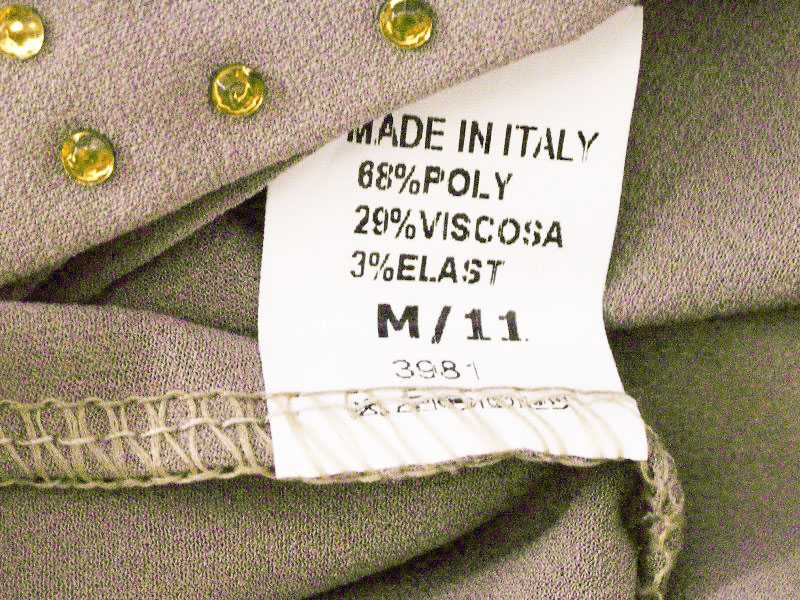 MADE IN ITALY
68%POLY
29%VISCOSA
3%ELAST
M/11
3981